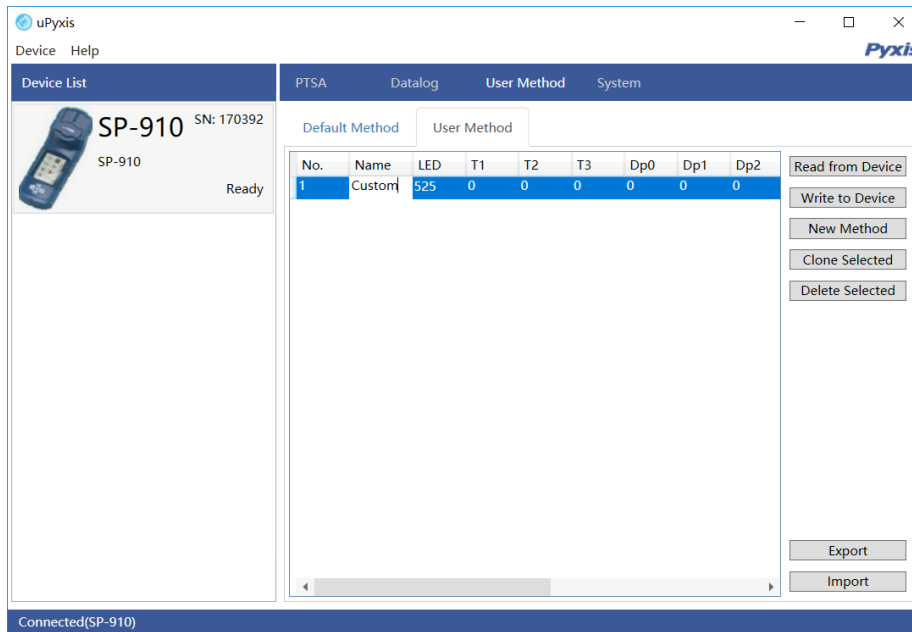 uPyxis
Device Help
Pyxis
Device List
PTSA Datalog User Method System
SP-910 SN: 170392
SP-910
Ready
Default Method User Method
No. Name LED T1 T2 T3 Dp0 Dp1 Dp2
1 Custom 525 0 0 0 0 0 0
Read from Device
Write to Device
New Method
Clone Selected
Delete Selected
Export
Import
Connected(SP-910)